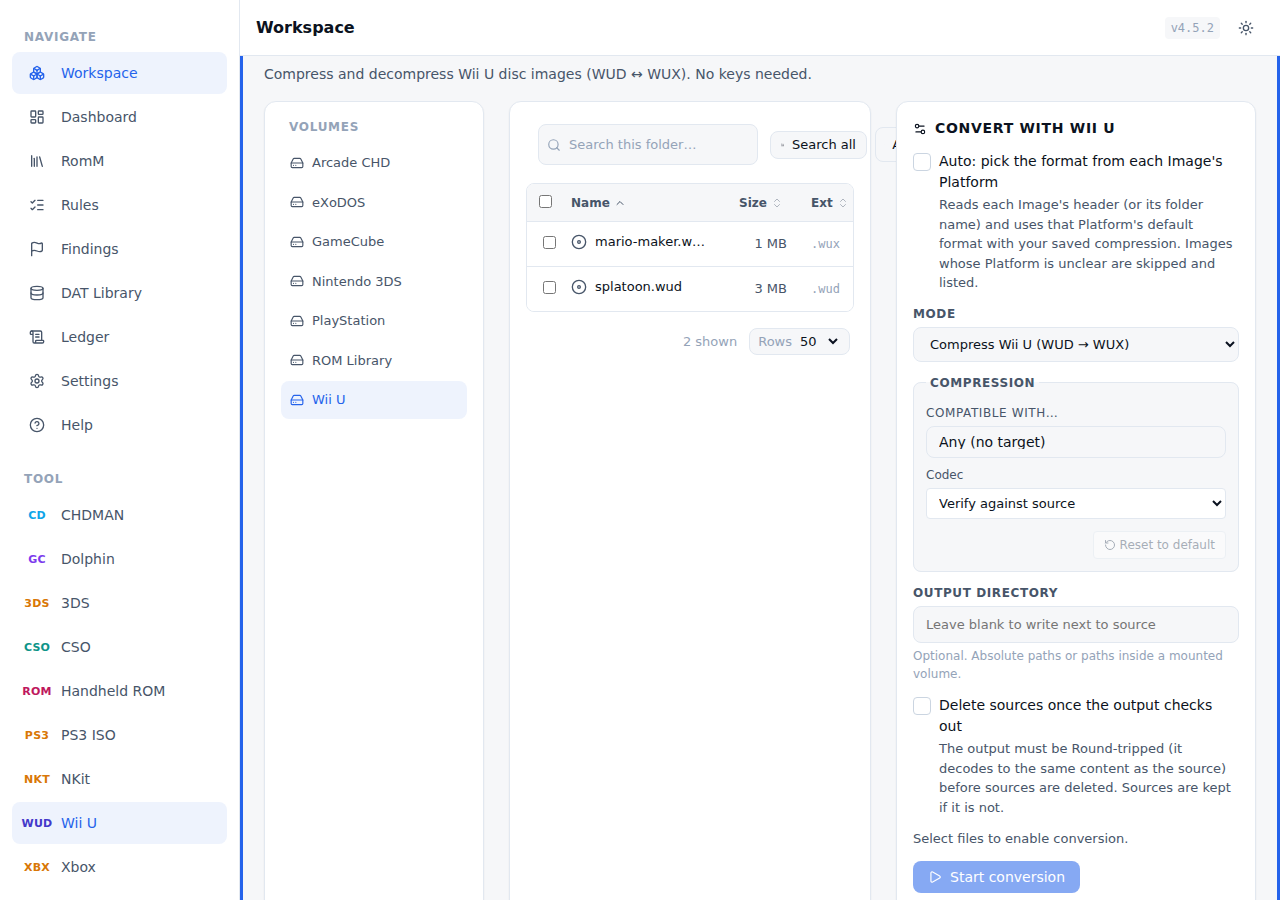 NAVIGATE
Workspace
Dashboard
RomM
Rules
Findings
DAT Library
Ledger
Settings
Help
TOOL
CD CHDMAN
GC Dolphin
3DS 3DS
CSO CSO
ROM Handheld ROM
PS3 PS3 ISO
NKT NKit
WUD Wii U
XBX Xbox
Workspace
v4.5.2
Compress and decompress Wii U disc images (WUD ↔ WUX). No keys needed.
VOLUMES
Arcade CHD
eXoDOS
GameCube
Nintendo 3DS
PlayStation
ROM Library
Wii U
Search this folder…
Search all
Name Size Ext
mario-maker.w… 1 MB .wux
splatoon.wud 3 MB .wud
2 shown Rows 50
CONVERT WITH WII U
Auto: pick the format from each Image's
Platform
Reads each Image's header (or its folder
name) and uses that Platform's default
format with your saved compression. Images
whose Platform is unclear are skipped and
listed.
MODE
Compress Wii U (WUD → WUX)
COMPRESSION
COMPATIBLE WITH…
Any (no target)
Codec
Verify against source
Reset to default
OUTPUT DIRECTORY
Leave blank to write next to source
Optional. Absolute paths or paths inside a mounted
volume.
Delete sources once the output checks
out
The output must be Round-tripped (it
decodes to the same content as the source)
before sources are deleted. Sources are kept
if it is not.
Select files to enable conversion.
Start conversion